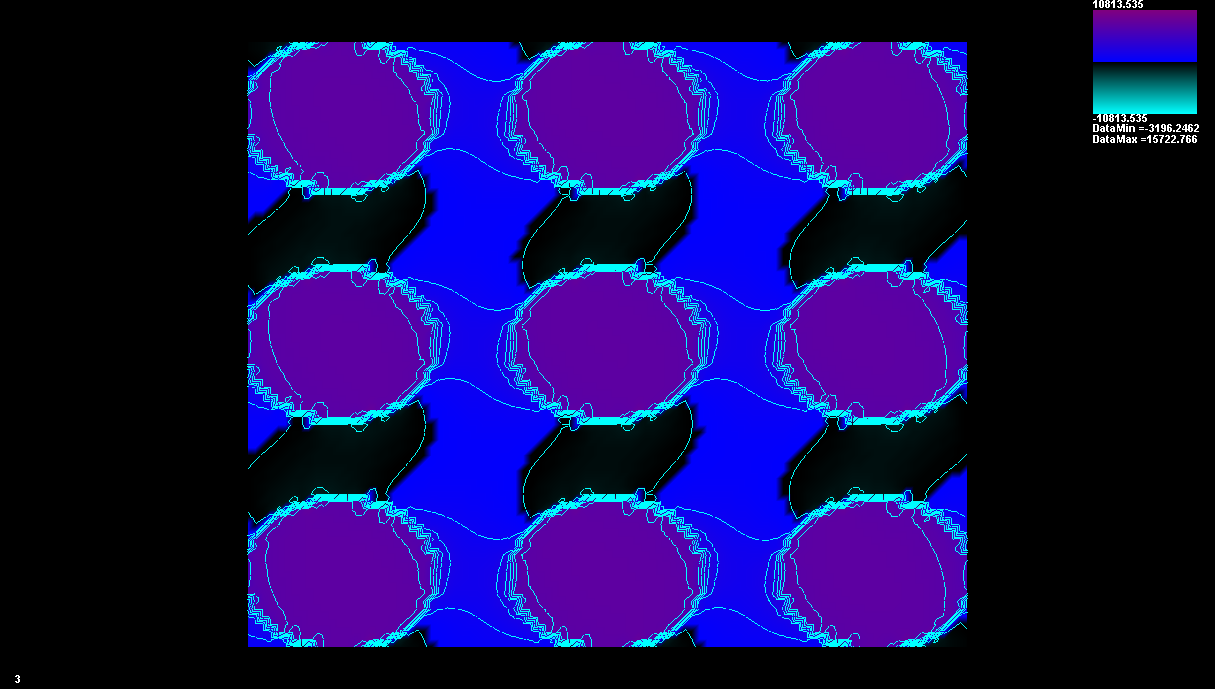 10813.535
-10813.535
DataMin =-3196.2462
DataMax =15722.766
3